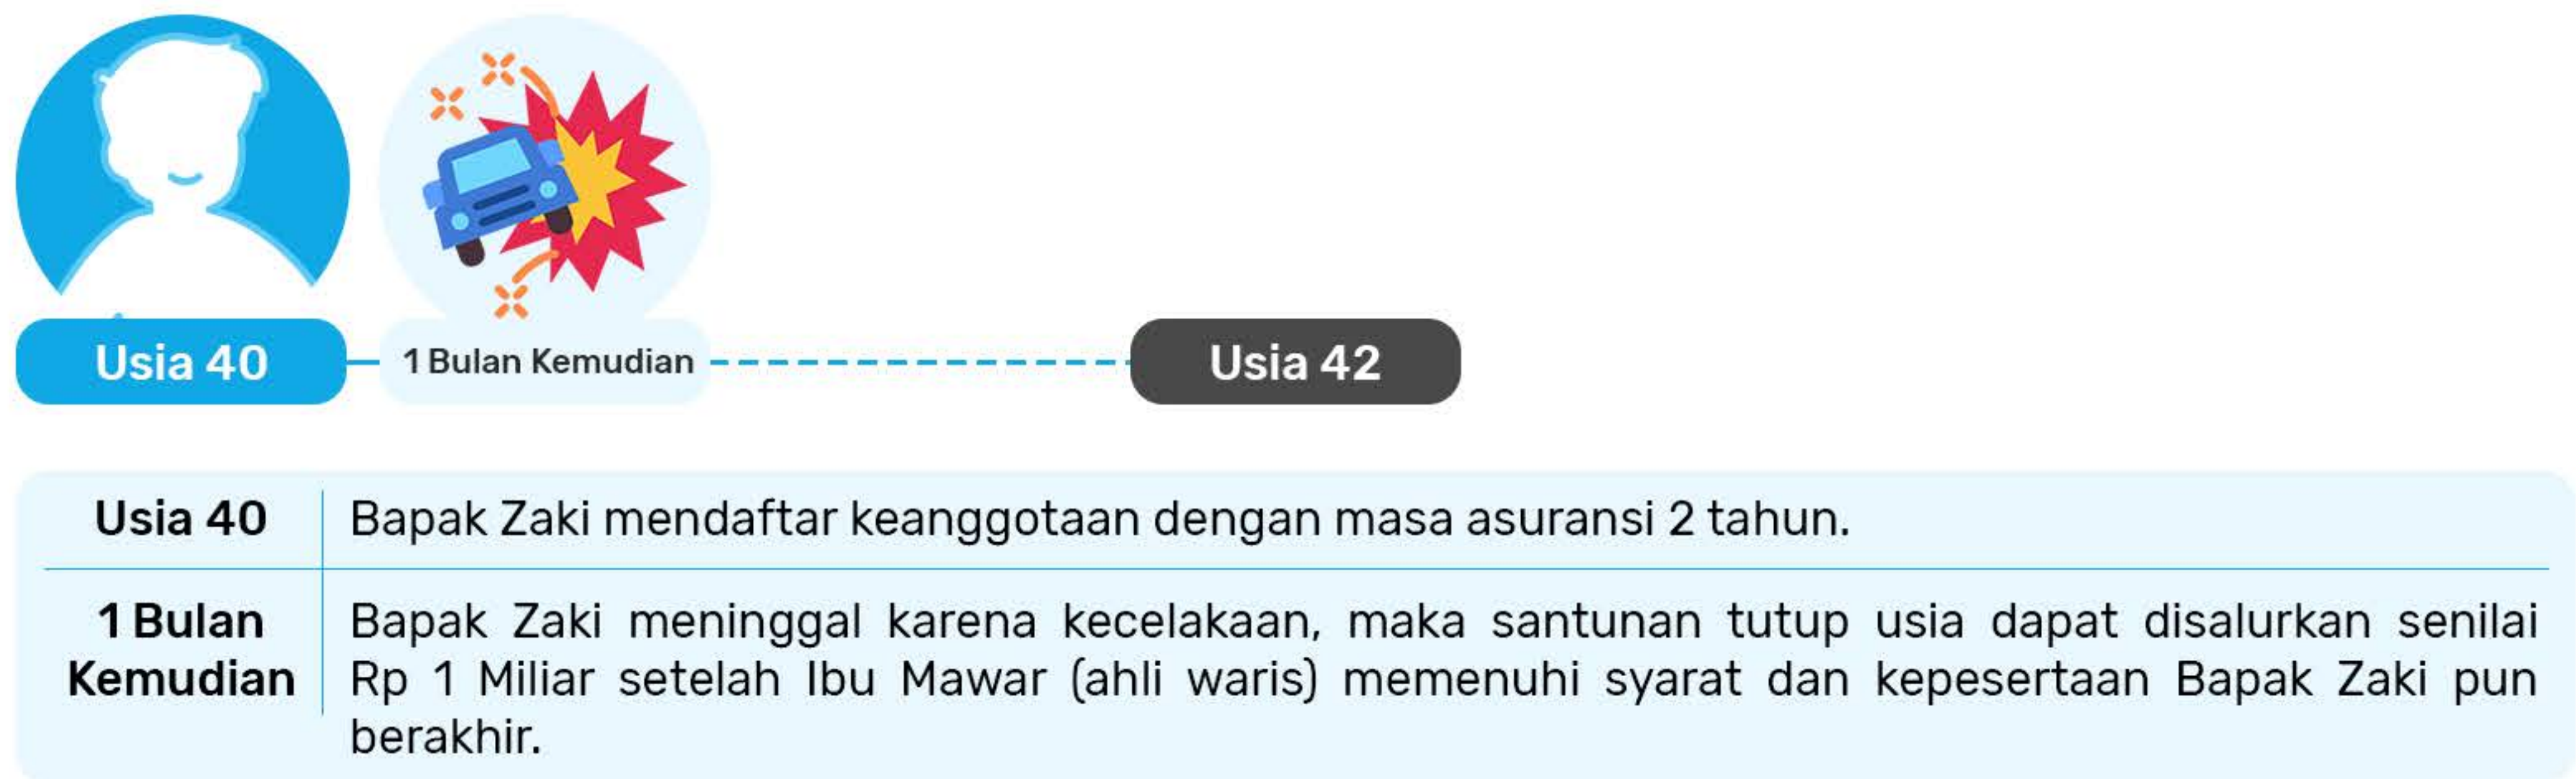 Usia 40
1 Bulan Kemudian
Usia 42
Usia 40
Bapak Zaki mendaftar keanggotaan dengan masa asuransi 2 tahun.
1 Bulan
Kemudian
Bapak Zaki meninggal karena kecelakaan, maka santunan tutup usia dapat disalurkan senilai
Rp 1 Miliar setelah Ibu Mawar (ahli waris) memenuhi syarat dan kepesertaan Bapak Zaki pun
berakhir.